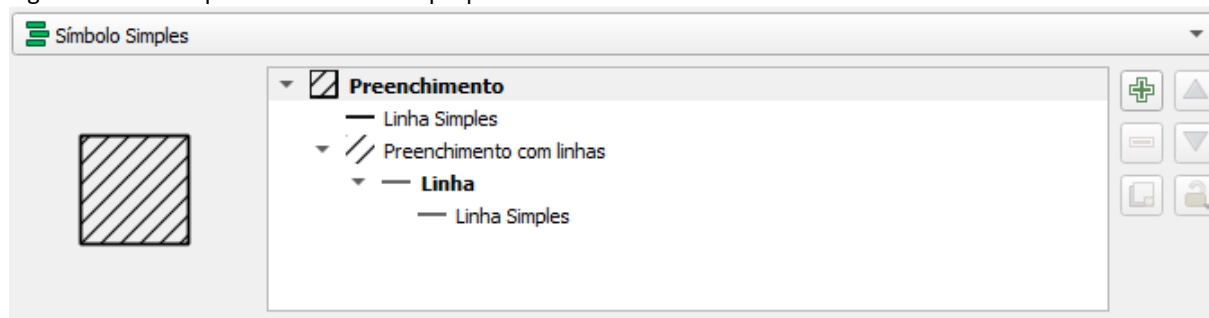 Símbolo Simples
Preenchimento
Linha Simples
Preenchimento com linhas
Linha
Linha Simples